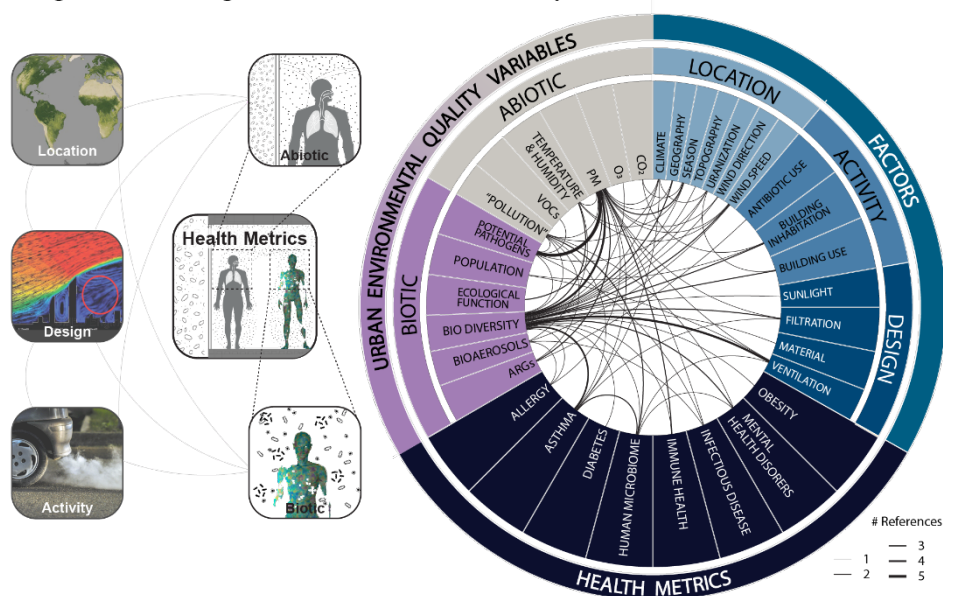 Location
Abiotic
Health Metrics
Design
Activity
Biotic
URBAN ENVIRONMENTAL QUALITY VARIABLES
ABIOTIC
"POLLUTION"
VOCs
TEMPERATURE
& HUMIDITY
PM
O₃
CO₂
BIOTIC
POTENTIAL
PATHOGENS
POPULATION
ECOLOGICAL
FUNCTION
BIO DIVERSITY
BIOAEROSOLS
ARGs
FACTORS
LOCATION
CLIMATE
GEOGRAPHY
SEASON
TOPOGRAPHY
URANIZATION
WIND DIRECTION
WIND SPEED
ACTIVITY
ANTIBIOTIC USE
BUILDING
INHABITATION
BUILDING USE
DESIGN
SUNLIGHT
FILTRATION
MATERIAL
VENTILATION
HEALTH METRICS
ALLERGY
ASTHMA
DIABETES
HUMAN MICROBIOME
IMMUNE HEALTH
INFECTIOUS DISEASE
MENTAL
HEALTH DISORERS
OBESITY
# References
1
2
3
4
5